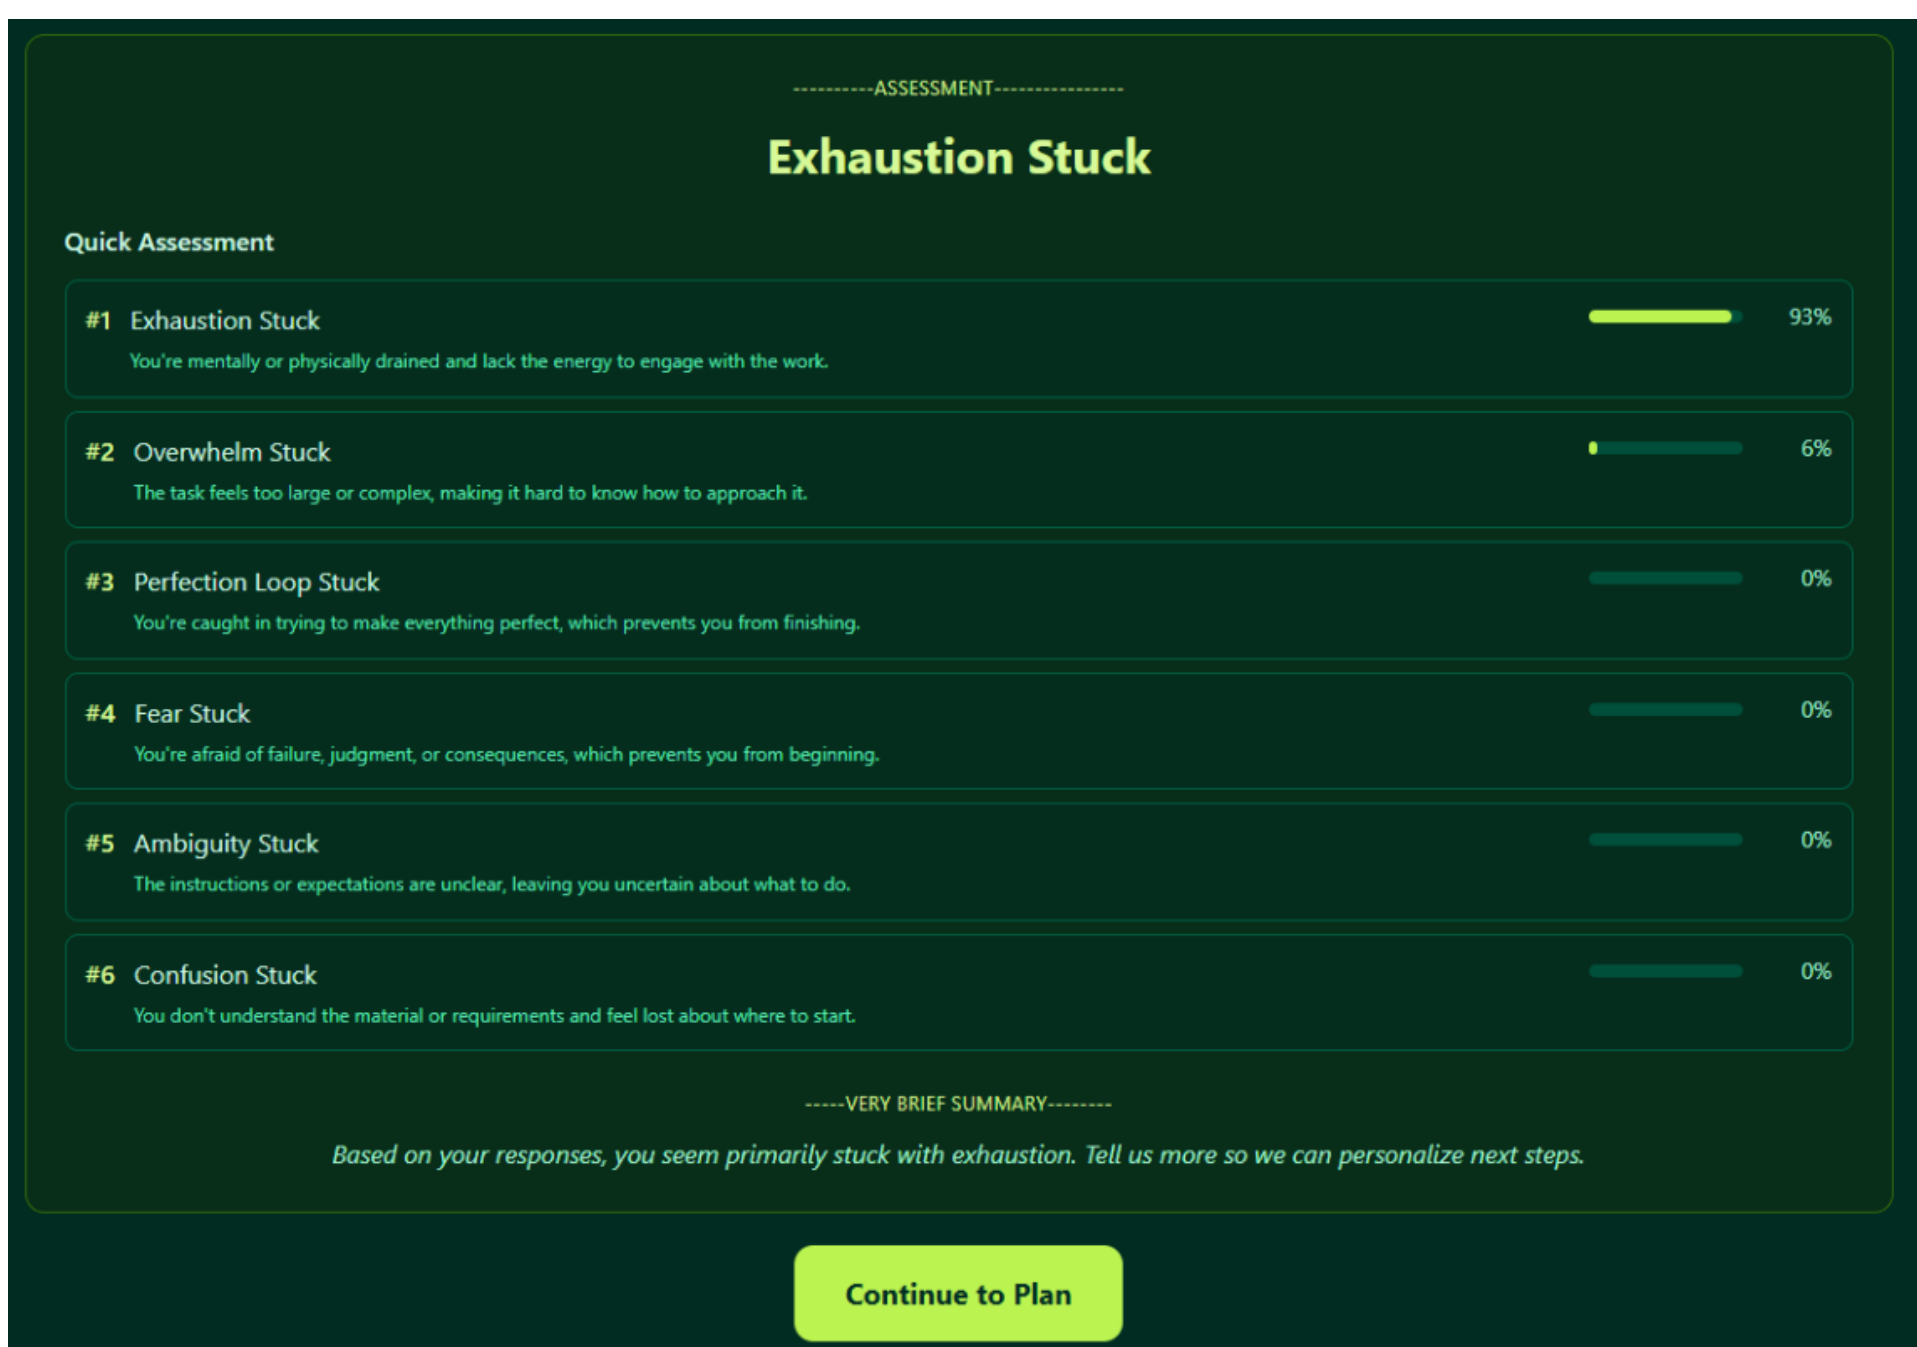 ----------ASSESSMENT----------------
Exhaustion Stuck
Quick Assessment
#1 Exhaustion Stuck 93%
You're mentally or physically drained and lack the energy to engage with the work.
#2 Overwhelm Stuck 6%
The task feels too large or complex, making it hard to know how to approach it.
#3 Perfection Loop Stuck 0%
You're caught in trying to make everything perfect, which prevents you from finishing.
#4 Fear Stuck 0%
You're afraid of failure, judgment, or consequences, which prevents you from beginning.
#5 Ambiguity Stuck 0%
The instructions or expectations are unclear, leaving you uncertain about what to do.
#6 Confusion Stuck 0%
You don't understand the material or requirements and feel lost about where to start.
-----VERY BRIEF SUMMARY--------
Based on your responses, you seem primarily stuck with exhaustion. Tell us more so we can personalize next steps.
Continue to Plan